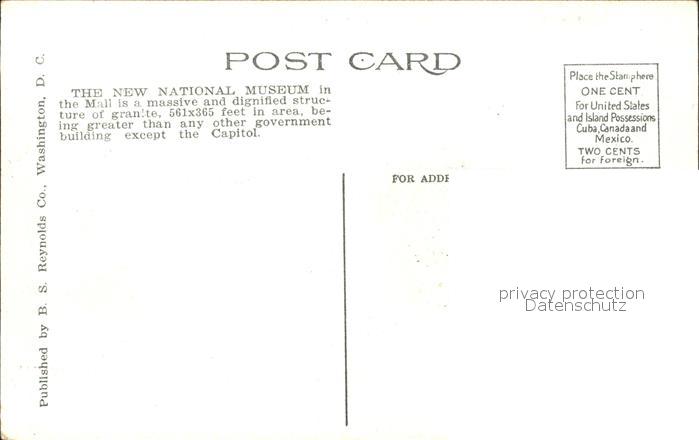 POST CARD
THE NEW NATIONAL MUSEUM in
the Mall is a massive and dignified struc-
ture of granite, 561x365 feet in area, be-
ing greater than any other government
building except the Capitol.
Place the Stamp here
ONE CENT
For United States
and Island Possessions
Cuba, Canada and
Mexico.
TWO CENTS
for foreign.
FOR ADDR
Published by B. S. Reynolds Co., Washington, D. C.
privacy protection
Datenschutz